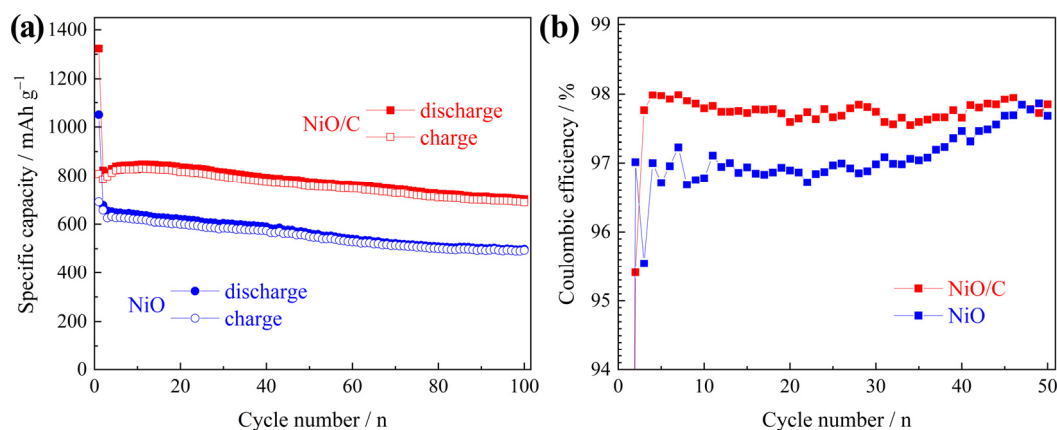 (a)
1400
1200
1000
800
600
400
200
0
0 20 40 60 80 100
Specific capacity / mAh g⁻¹
Cycle number / n
NiO/C
discharge
charge
NiO
discharge
charge
(b)
99
98
97
96
95
94
0 10 20 30 40 50
Coulombic efficiency / %
Cycle number / n
NiO/C
NiO